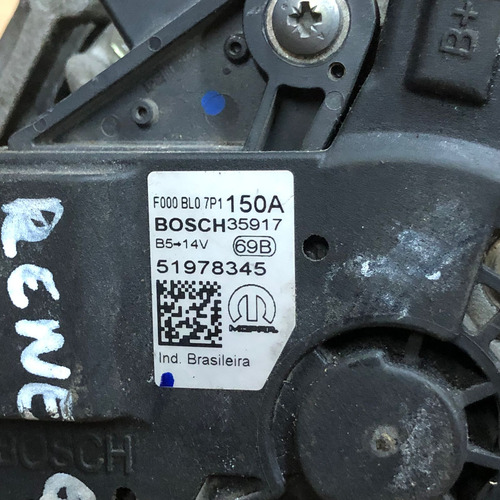 B+
F000 BL0 7P1 150A
BOSCH 35917
B5→14V 69B
51978345
MOPAR
Ind. Brasileira
RENE
BOSCH